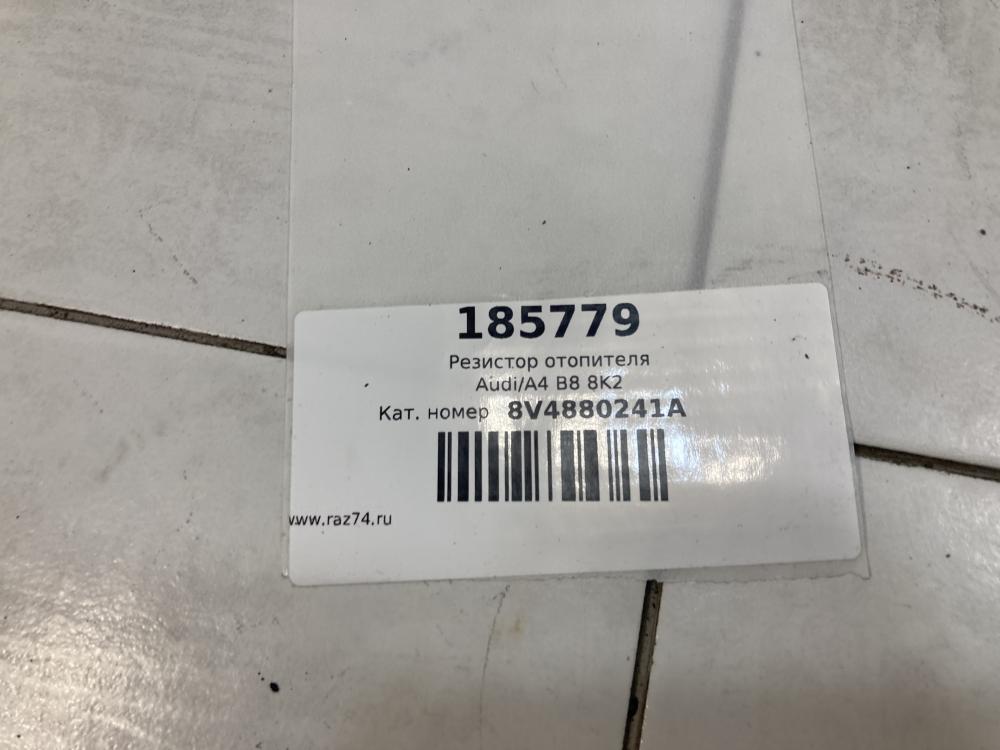 185779
Резистор отопителя
Audi/A4 B8 8K2
Кат. номер 8V4880241A
www.raz74.ru